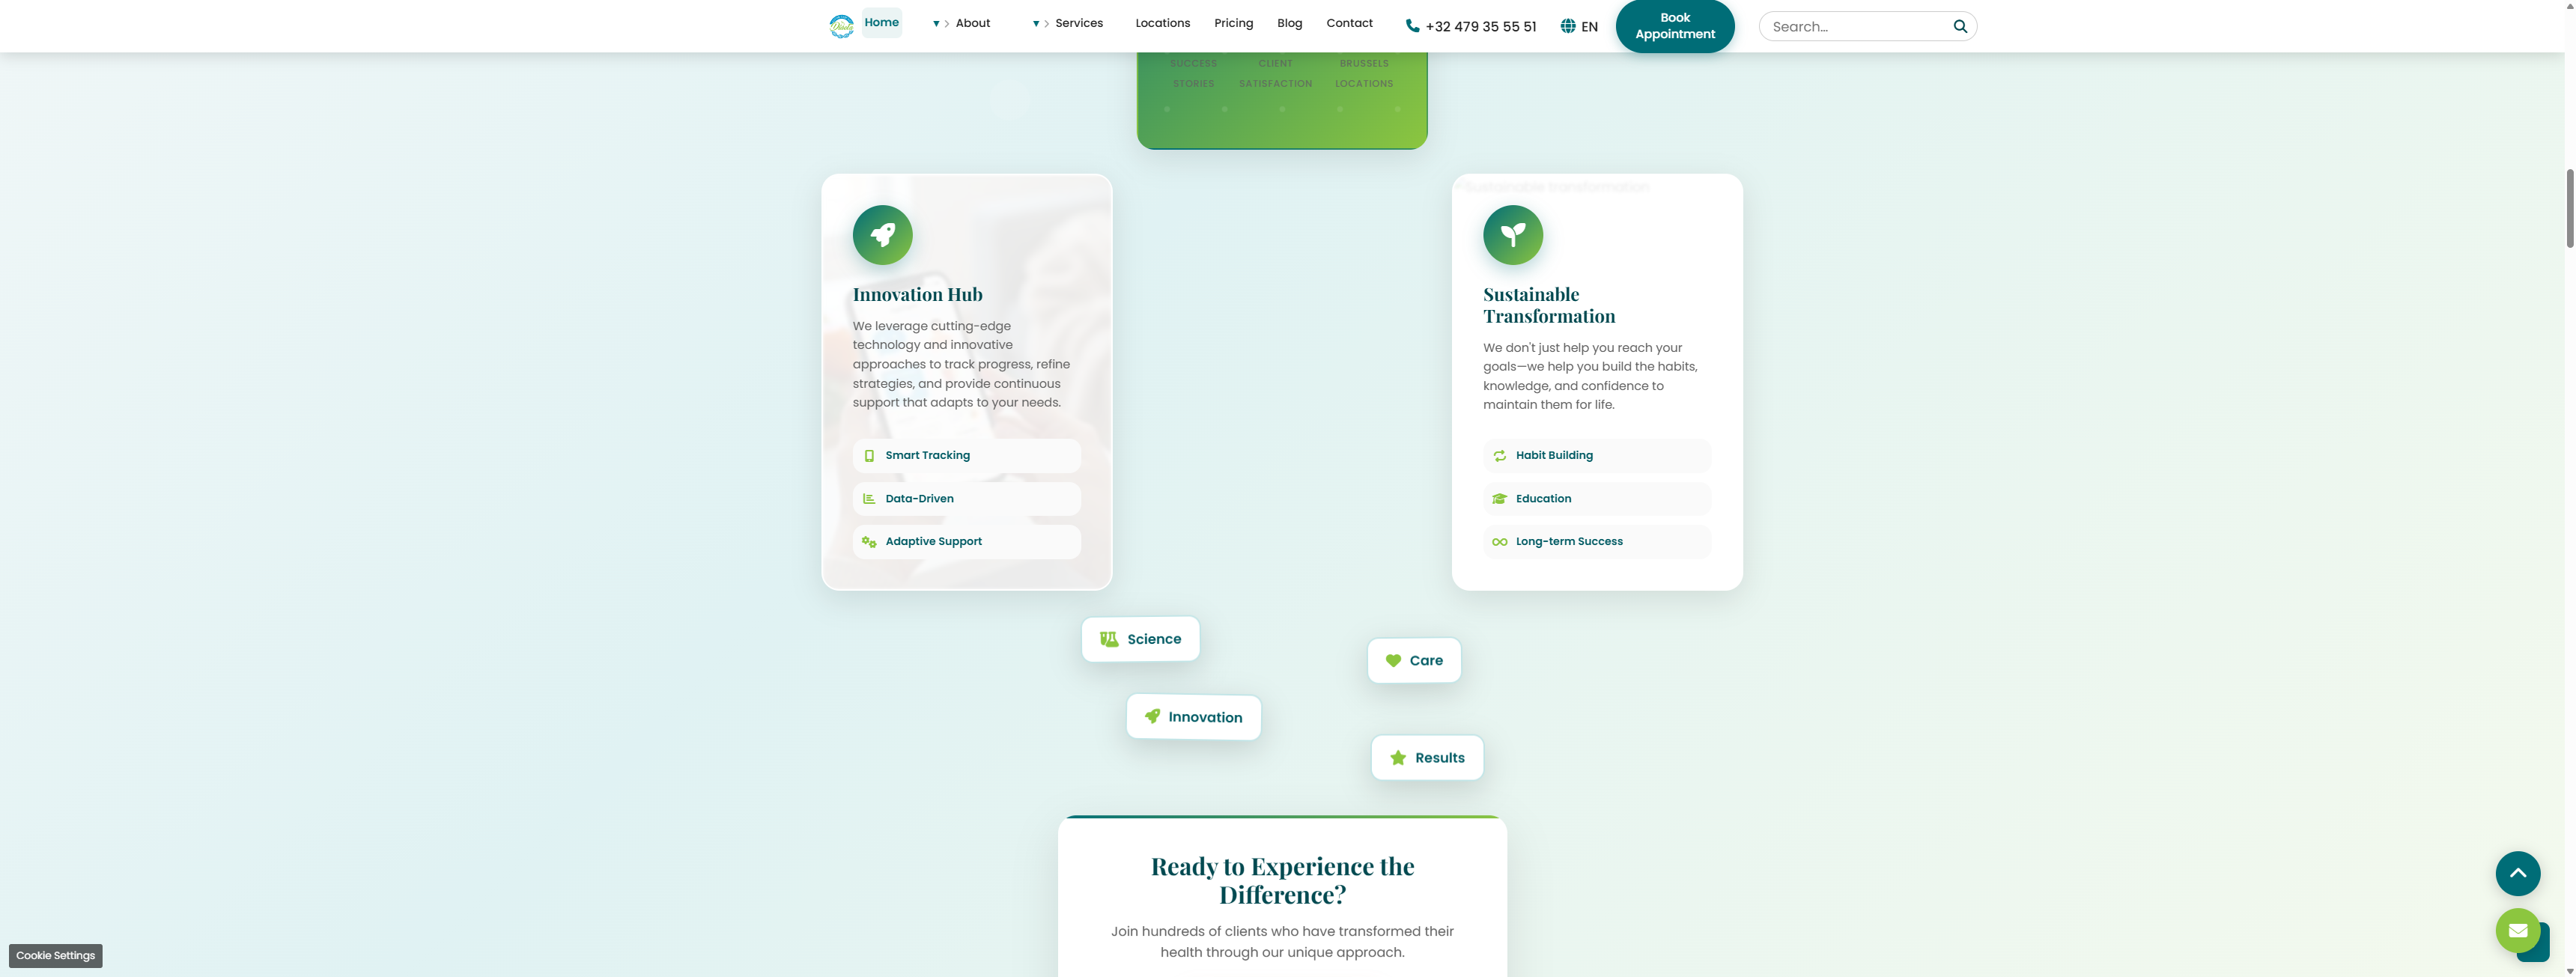 Home
About
Services
Locations
Pricing
Blog
Contact
+32 479 35 55 51
EN
Book
Appointment
Search...
SUCCESS
STORIES
CLIENT
SATISFACTION
BRUSSELS
LOCATIONS
Innovation Hub
We leverage cutting-edge
technology and innovative
approaches to track progress, refine
strategies, and provide continuous
support that adapts to your needs.
Smart Tracking
Data-Driven
Adaptive Support
Sustainable transformation
Sustainable
Transformation
We don't just help you reach your
goals—we help you build the habits,
knowledge, and confidence to
maintain them for life.
Habit Building
Education
Long-term Success
Science
Care
Innovation
Results
Ready to Experience the
Difference?
Join hundreds of clients who have transformed their
health through our unique approach.
Cookie Settings